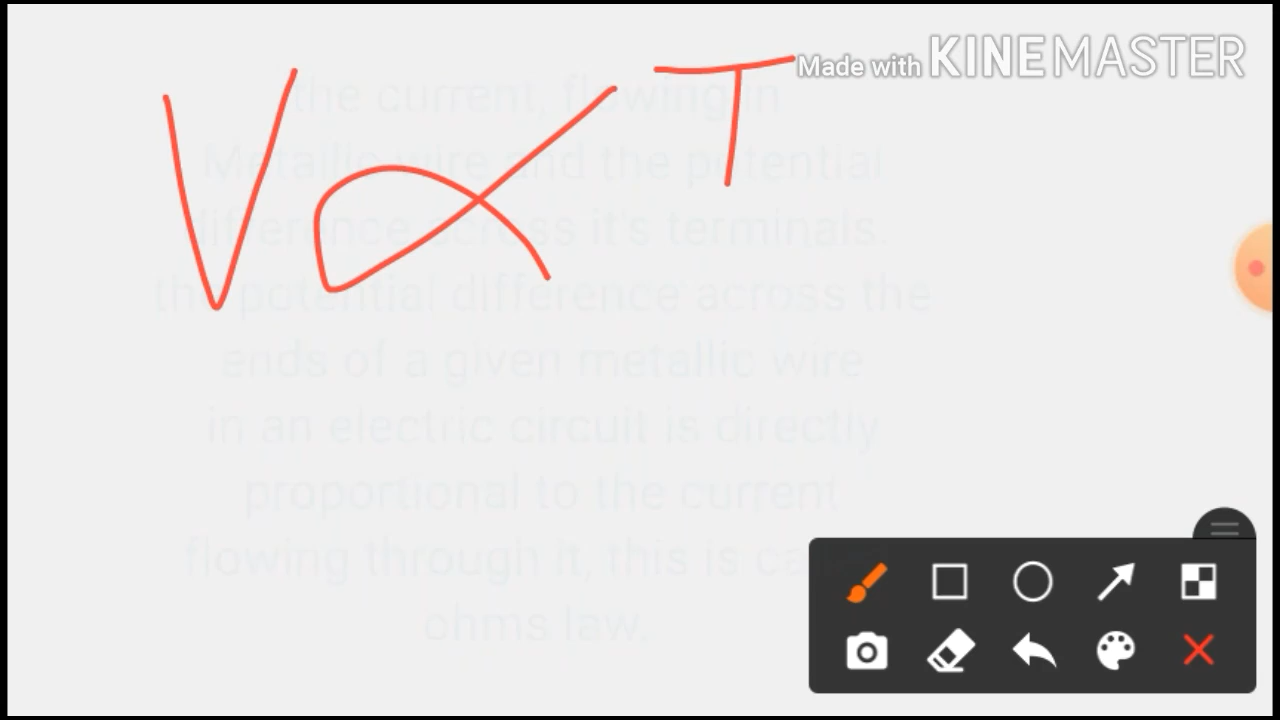 V ∝ T
Made with KINEMASTER
the current, flowing in
Metallic wire and the potential
difference across it's terminals.
the potential difference across the
ends of a given metallic wire
in an electric circuit is directly
proportional to the current
flowing through it, this is called
ohms law.